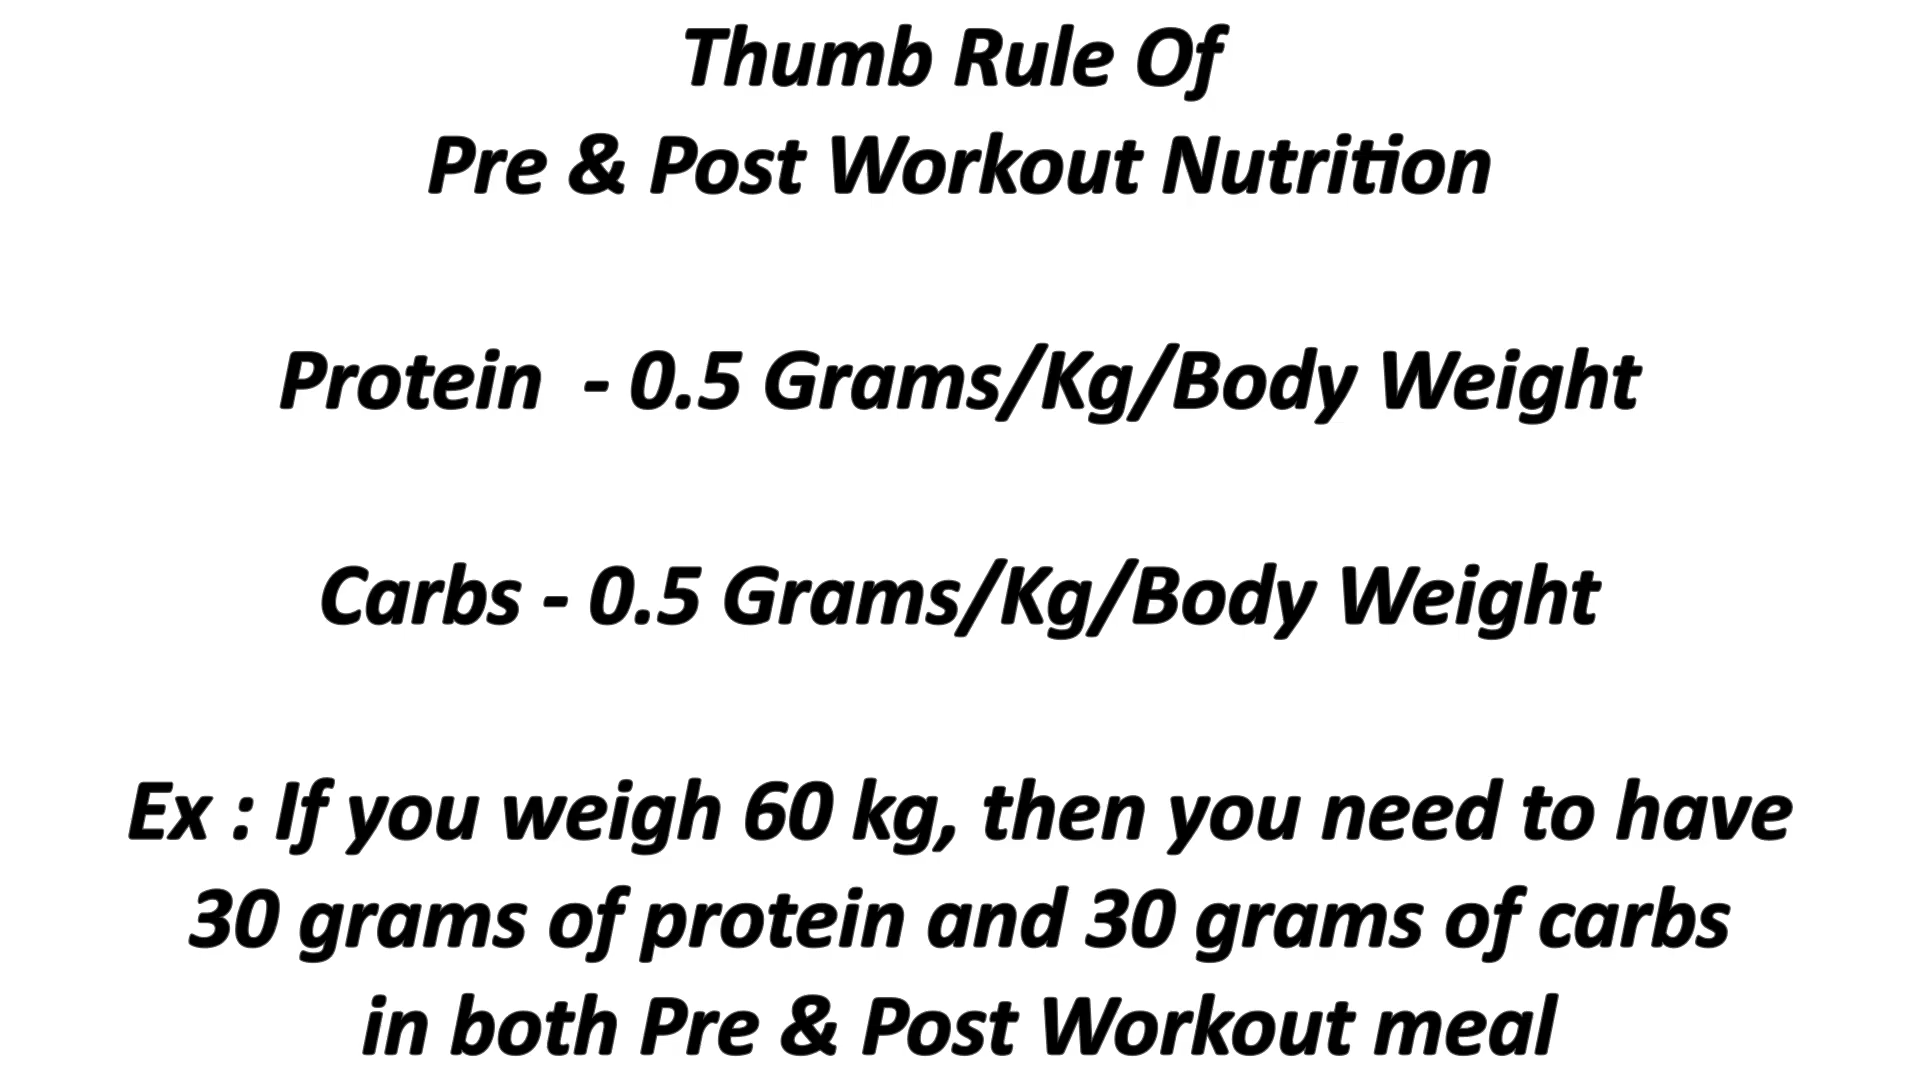 Thumb Rule Of
Pre & Post Workout Nutrition
Protein  - 0.5 Grams/Kg/Body Weight
Carbs - 0.5 Grams/Kg/Body Weight
Ex : If you weigh 60 kg, then you need to have
30 grams of protein and 30 grams of carbs
in both Pre & Post Workout meal